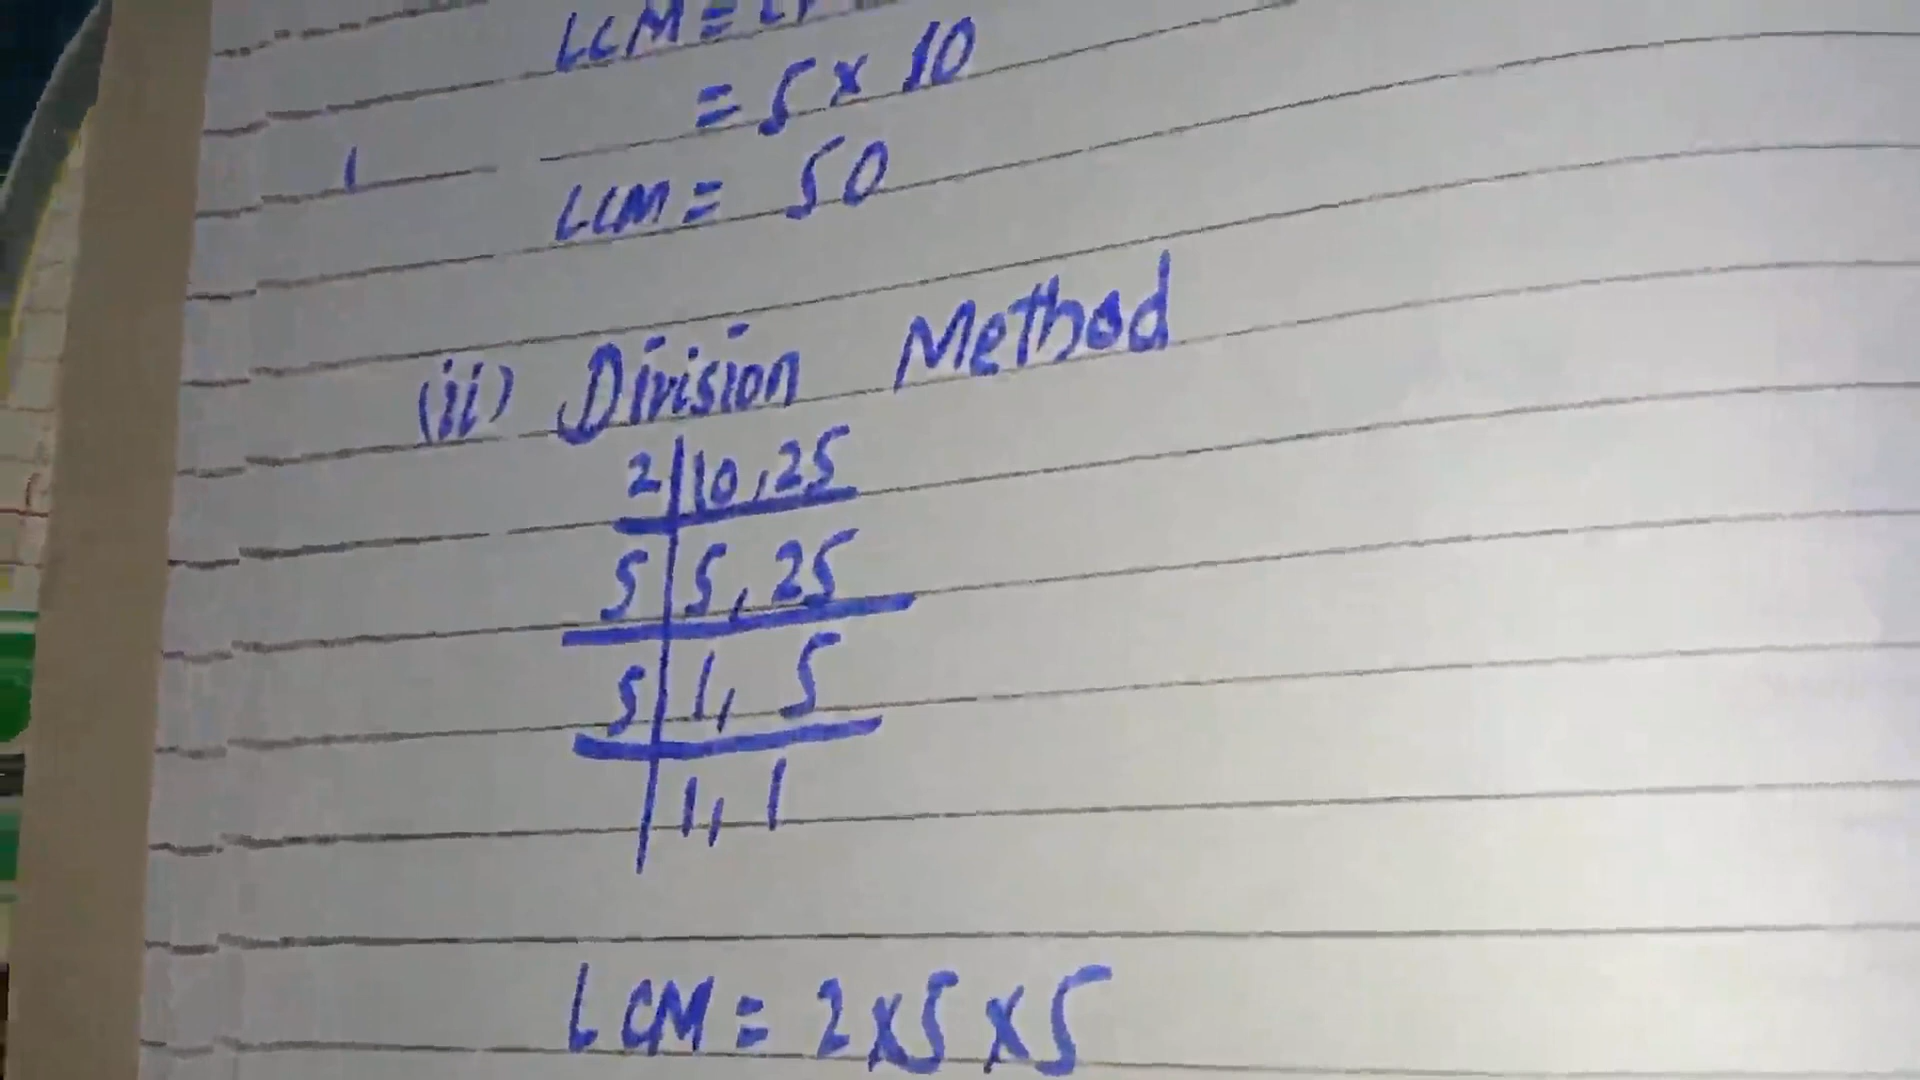 LCM =
= 5 × 10
LCM = 50
(ii) Division Method
2 | 10, 25
5 | 5, 25
5 | 1, 5
1, 1
LCM = 2 × 5 × 5